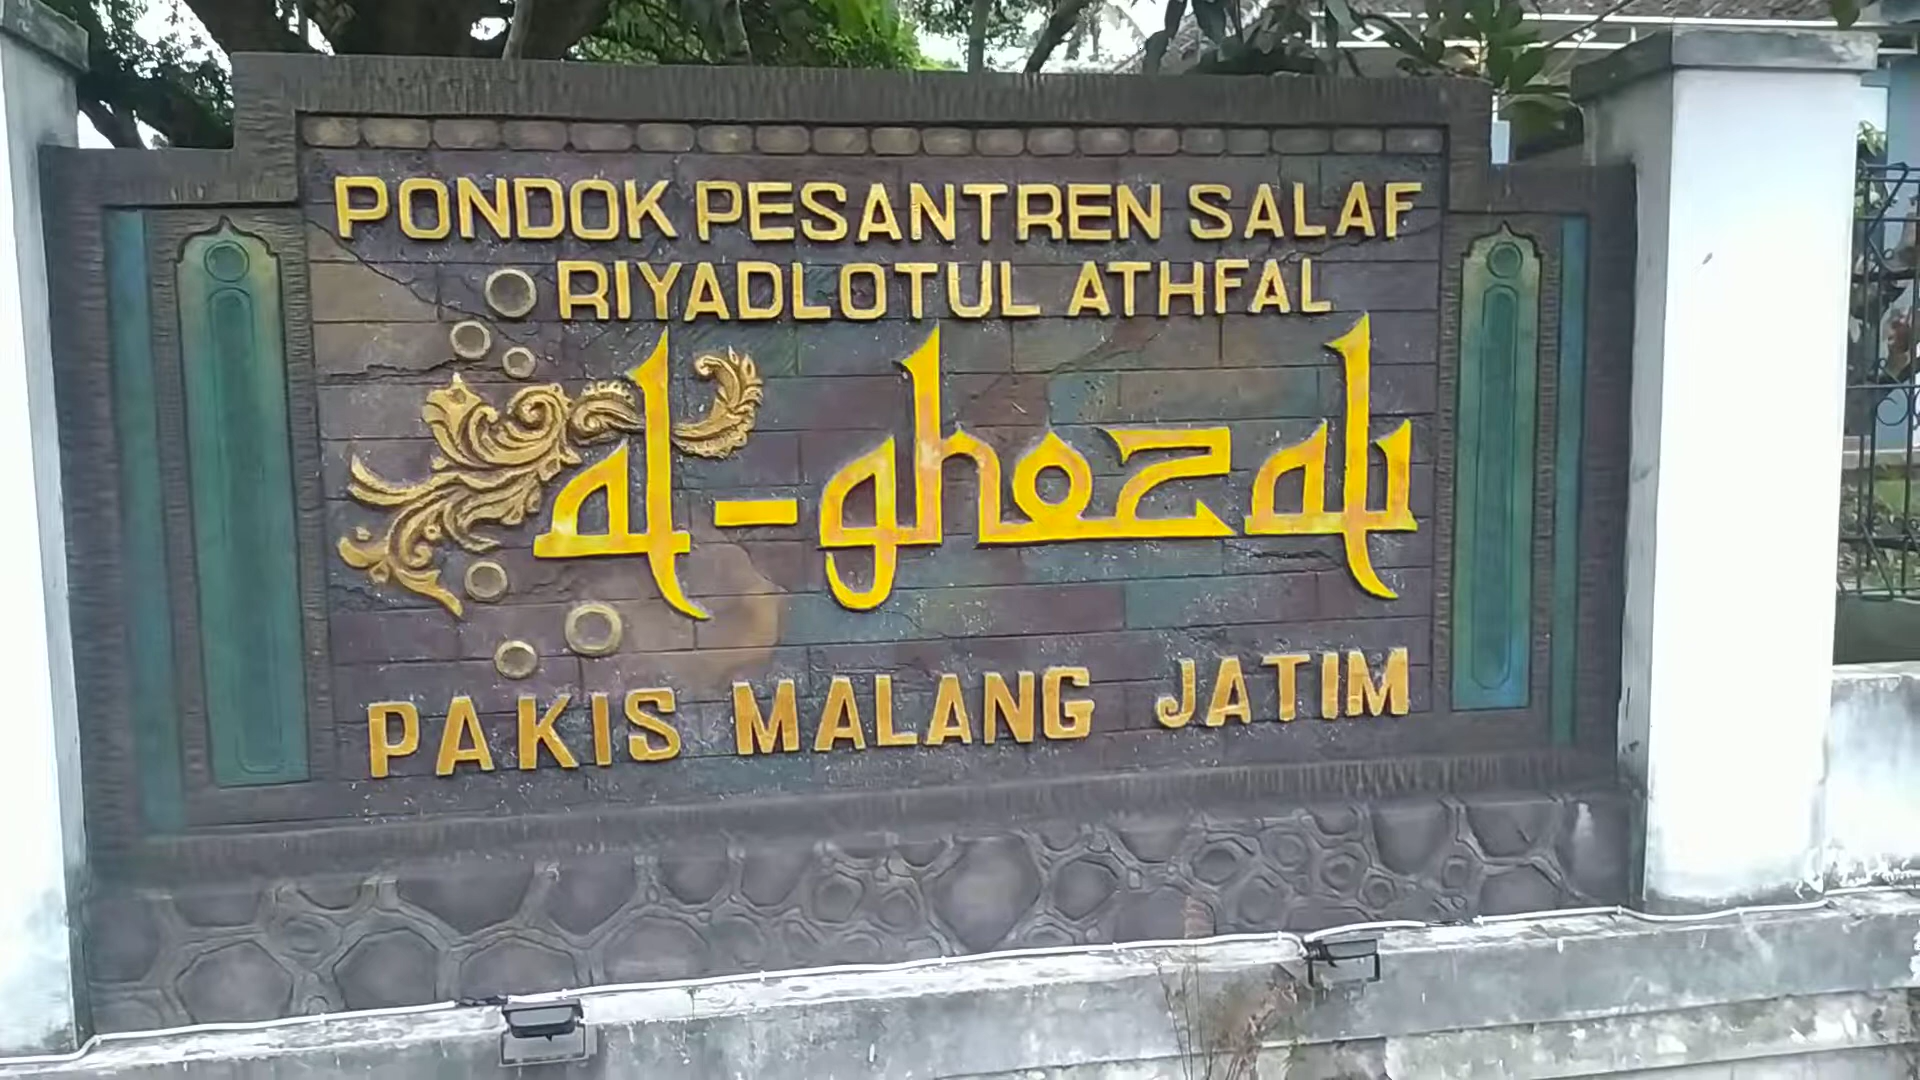 PONDOK PESANTREN SALAF
RIYADLOTUL ATHFAL
al-ghozali
PAKIS MALANG JATIM